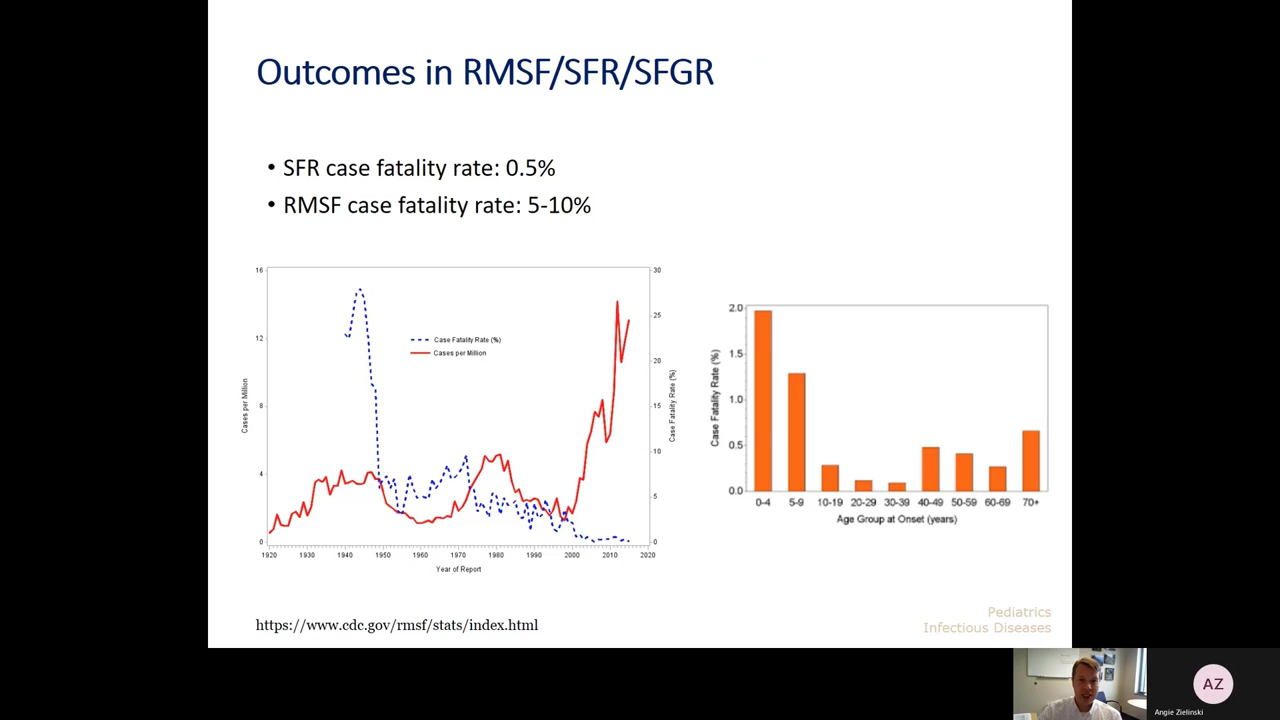 Outcomes in RMSF/SFR/SFGR
• SFR case fatality rate: 0.5%
• RMSF case fatality rate: 5-10%
16
12
8
4
0
Cases per Million
Case Fatality Rate (%)
Cases per Million
30
25
20
15
10
5
0
Case Fatality Rate (%)
1920 1930 1940 1950 1960 1970 1980 1990 2000 2010 2020
Year of Report
2.0
1.5
1.0
0.5
0.0
Case Fatality Rate (%)
0-4 5-9 10-19 20-29 30-39 40-49 50-59 60-69 70+
Age Group at Onset (years)
https://www.cdc.gov/rmsf/stats/index.html
Pediatrics
Infectious Diseases
AZ
Angie Zielinski